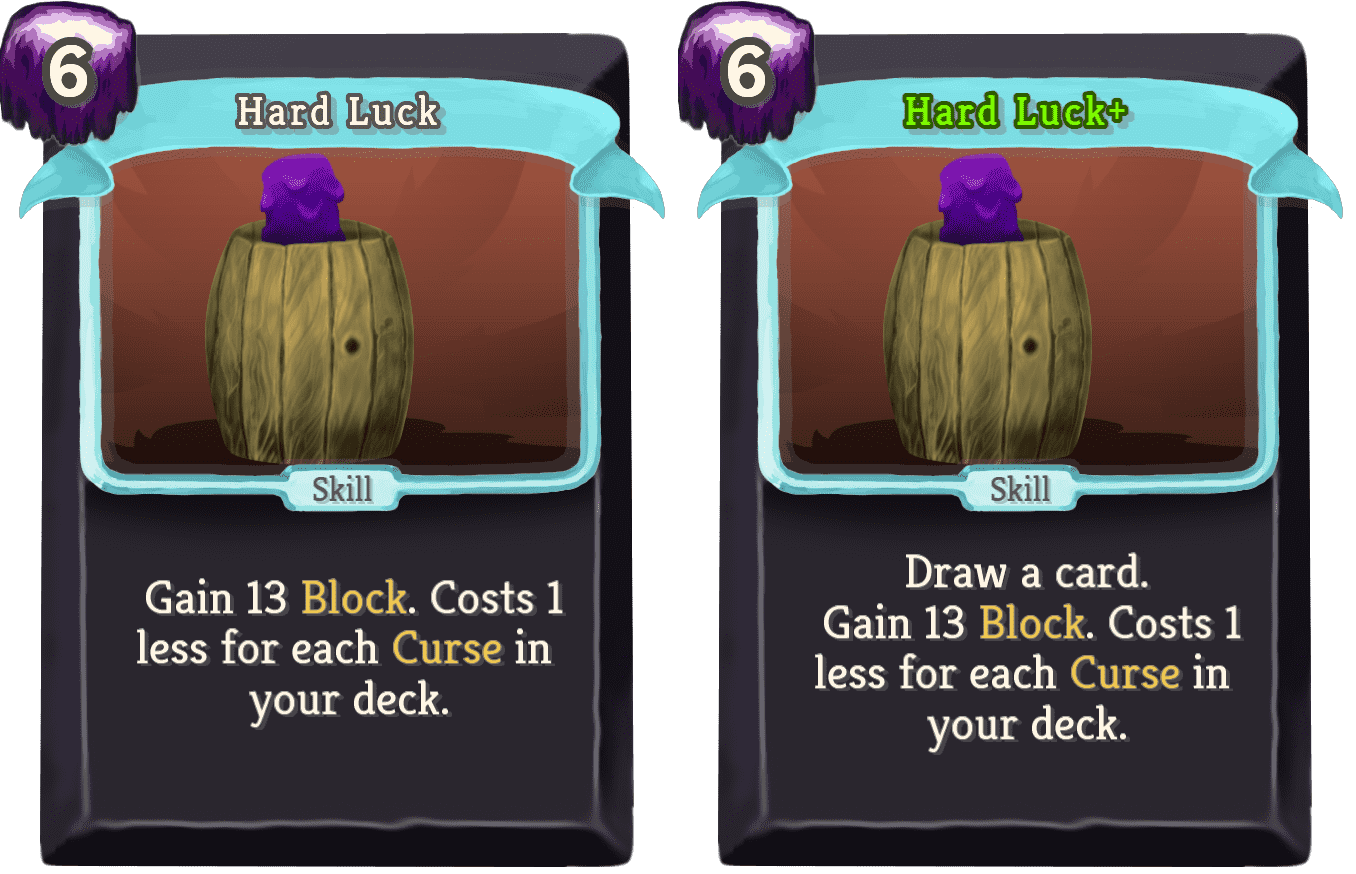 6
Hard Luck
Skill
Gain 13 Block. Costs 1
less for each Curse in
your deck.
6
Hard Luck+
Skill
Draw a card.
Gain 13 Block. Costs 1
less for each Curse in
your deck.